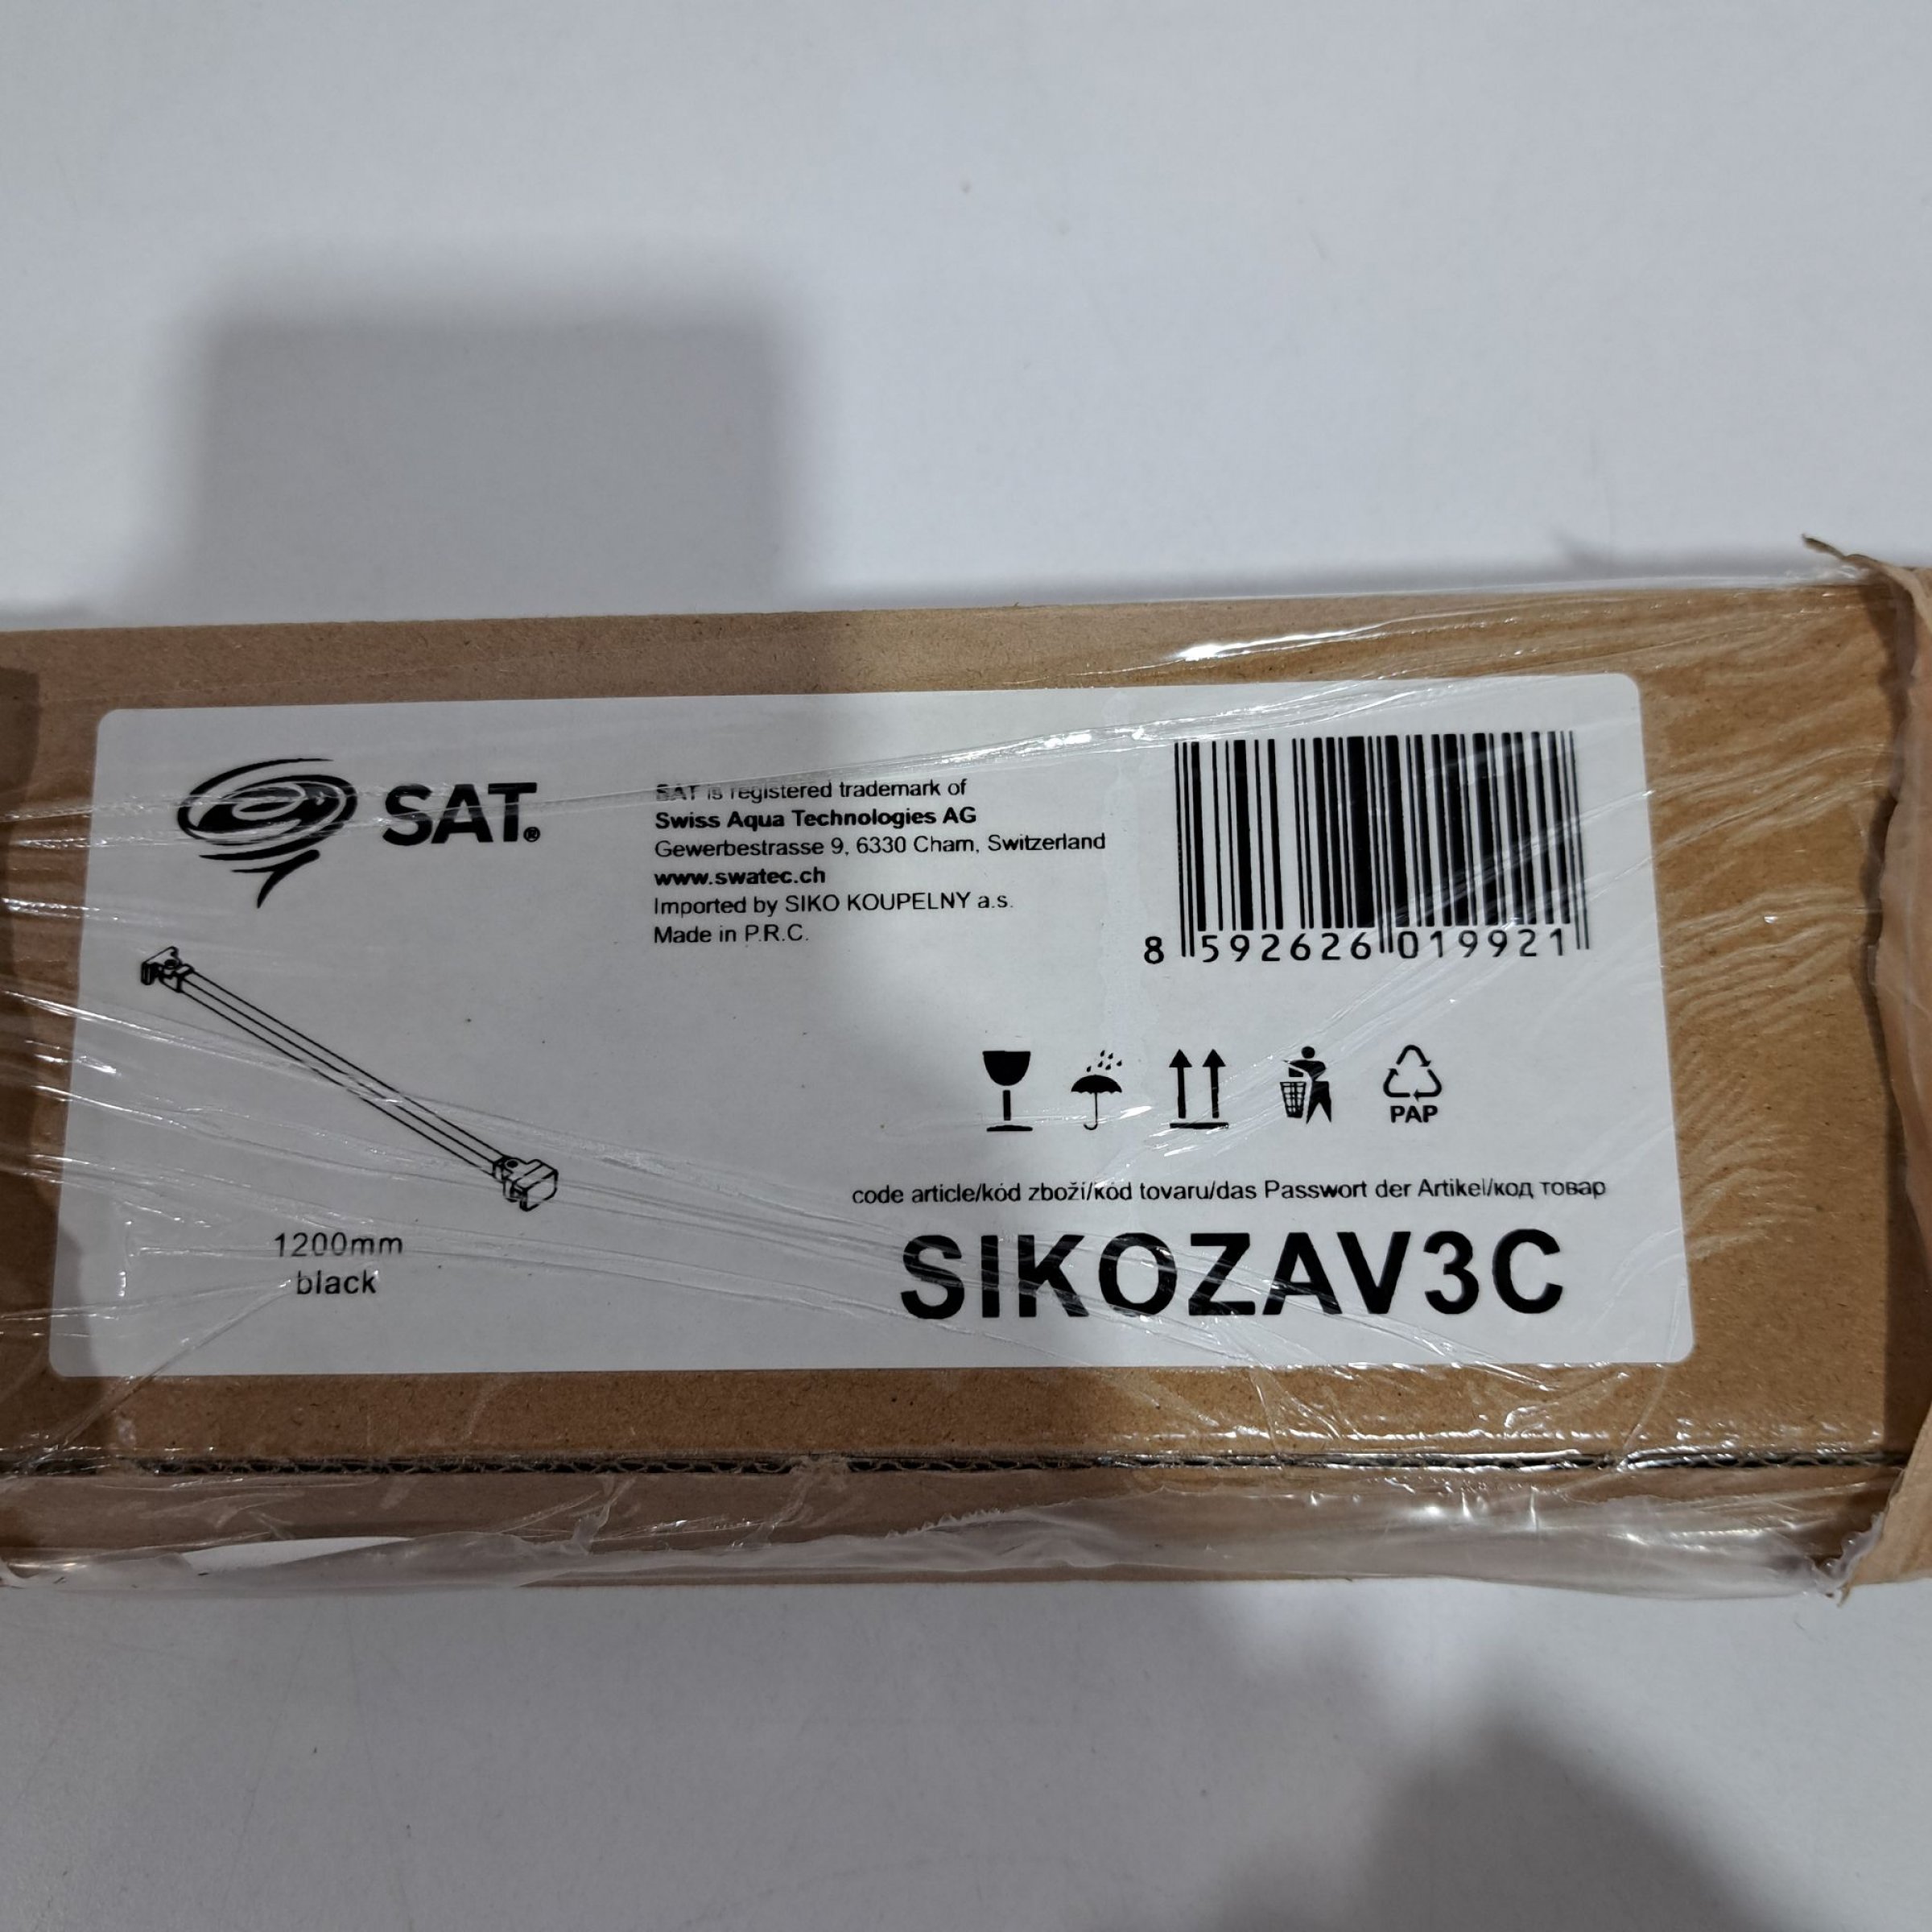 SAT®
SAT is registered trademark of
Swiss Aqua Technologies AG
Gewerbestrasse 9, 6330 Cham, Switzerland
www.swatec.ch
Imported by SIKO KOUPELNY a.s.
Made in P.R.C.
8 592626 019921
PAP
1200mm
black
code article/kód zboží/kód tovaru/das Passwort der Artikel/код товар
SIKOZAV3C